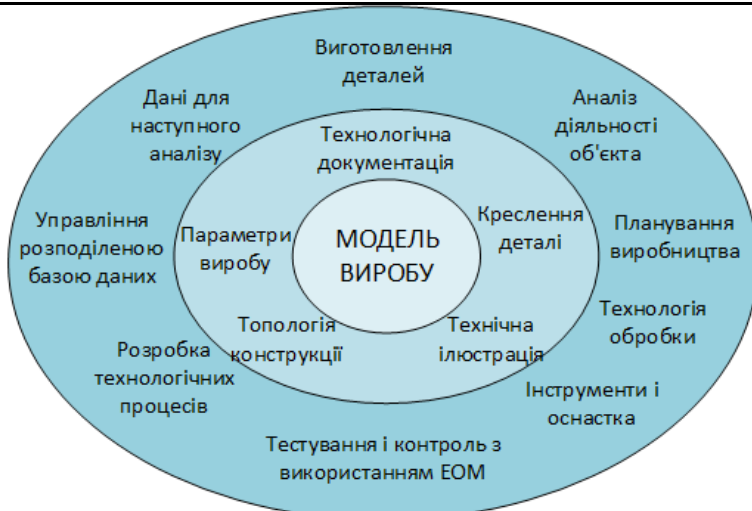 Виготовлення
деталей
Дані для
наступного
аналізу
Аналіз
діяльності
об'єкта
Технологічна
документація
Управління
розподіленою
базою даних
Параметри
виробу
МОДЕЛЬ
ВИРОБУ
Креслення
деталі
Планування
виробництва
Топологія
конструкції
Технічна
ілюстрація
Технологія
обробки
Розробка
технологічних
процесів
Інструменти і
оснастка
Тестування і контроль з
використанням ЕОМ